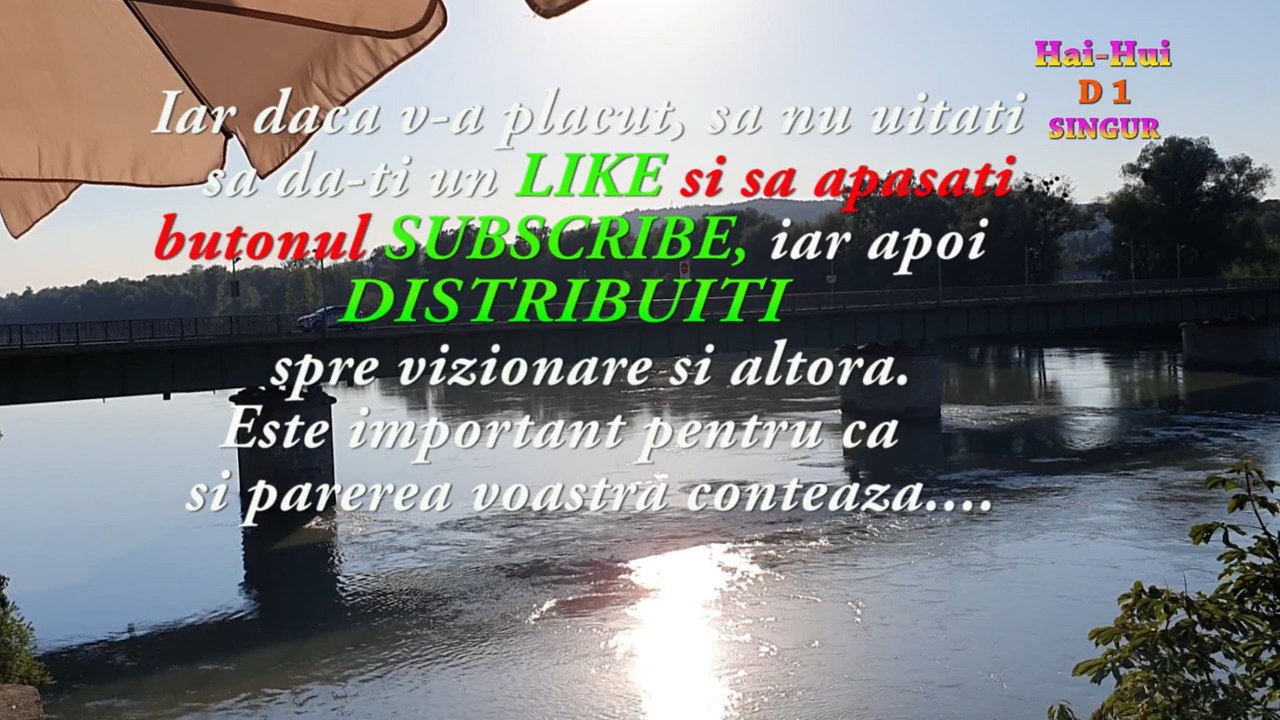 Iar daca v-a placut, sa nu uitati
sa da-ti un LIKE si sa apasati
butonul SUBSCRIBE, iar apoi
DISTRIBUITI
spre vizionare si altora.
Este important pentru ca
si parerea voastră conteaza....
Hai-Hui
D 1
SINGUR